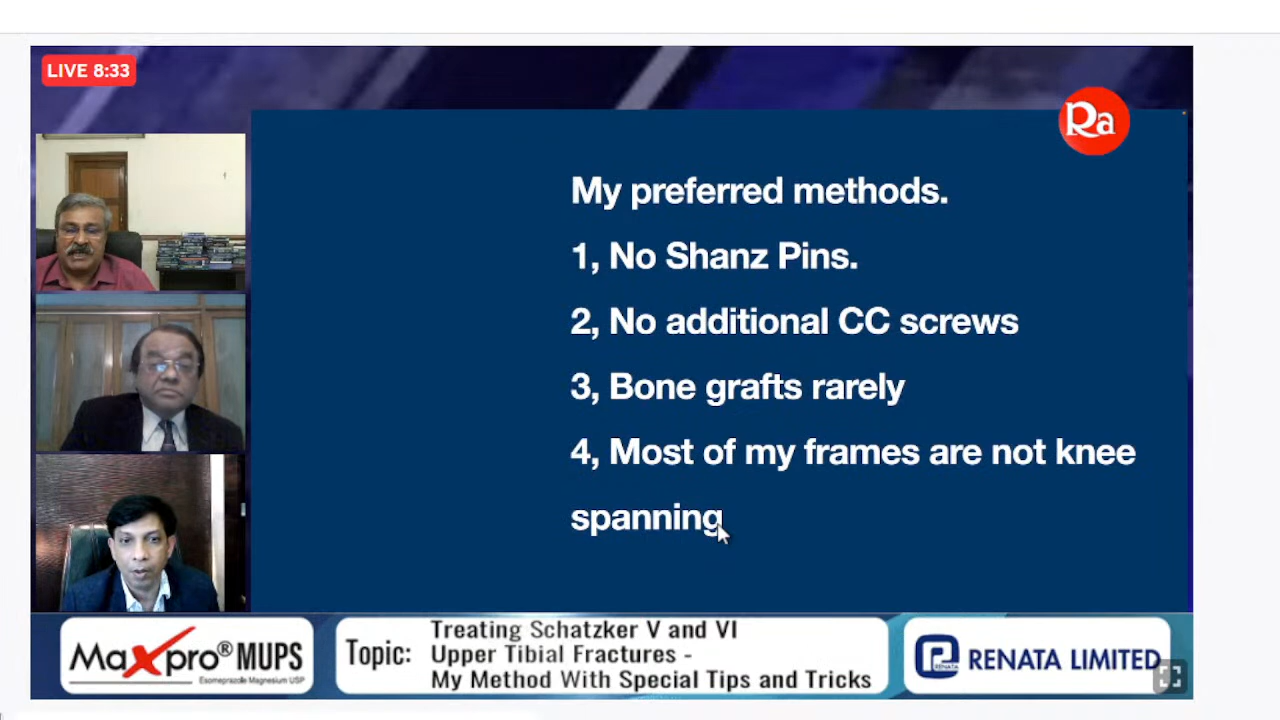 LIVE 8:33
Ra
My preferred methods.
1, No Shanz Pins.
2, No additional CC screws
3, Bone grafts rarely
4, Most of my frames are not knee
spanning
Maxpro® MUPS
Esomeprazole Magnesium USP
Topic:
Treating Schatzker V and VI
Upper Tibial Fractures -
My Method With Special Tips and Tricks
RENATA
RENATA LIMITED